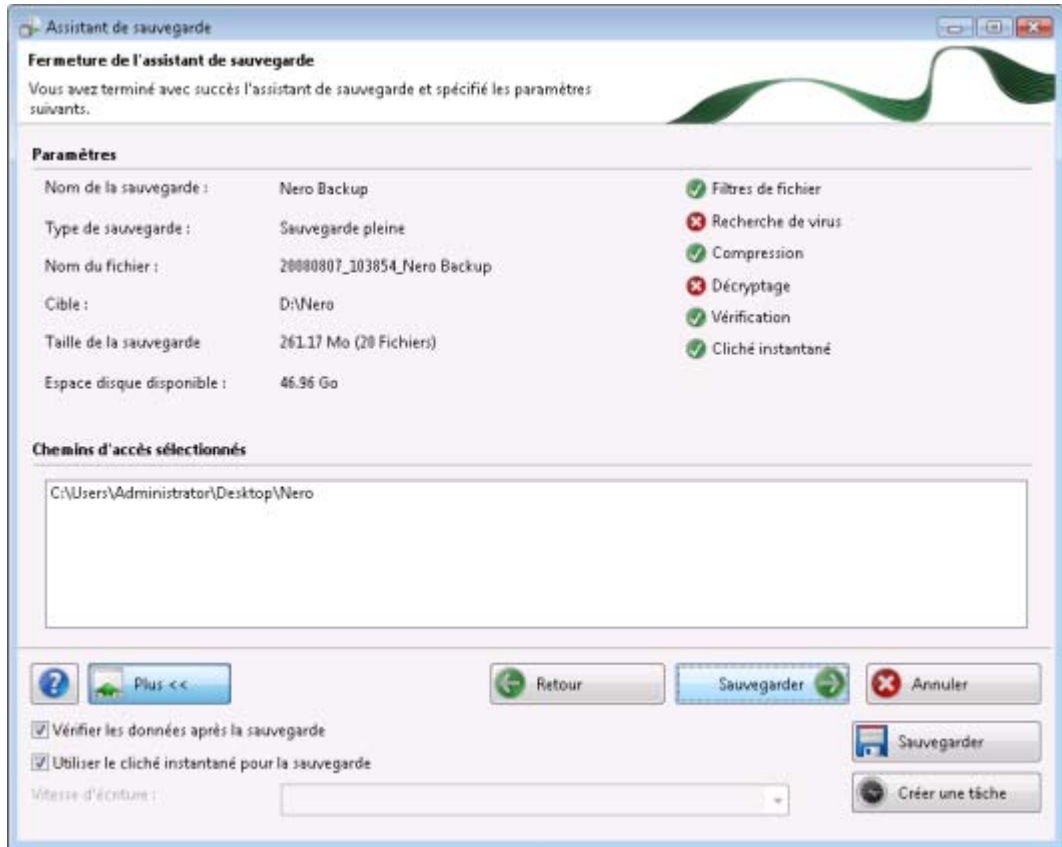 Assistant de sauvegarde
Fermeture de l'assistant de sauvegarde
Vous avez terminé avec succès l'assistant de sauvegarde et spécifié les paramètres
suivants.
Paramètres
Nom de la sauvegarde : Nero Backup
Type de sauvegarde : Sauvegarde pleine
Nom du fichier : 20080807_103854_Nero Backup
Cible : D:\Nero
Taille de la sauvegarde 261.17 Mo (20 Fichiers)
Espace disque disponible : 46.96 Go
Filtres de fichier
Recherche de virus
Compression
Décryptage
Vérification
Cliché instantané
Chemins d'accès sélectionnés
C:\Users\Administrator\Desktop\Nero
? Plus << Retour Sauvegarder Annuler
Vérifier les données après la sauvegarde
Utiliser le cliché instantané pour la sauvegarde
Vitesse d'écriture :
Sauvegarder
Créer une tâche